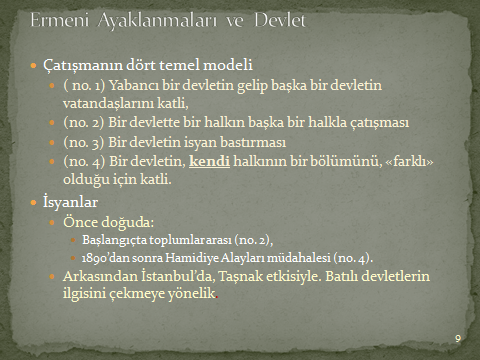 Ermeni Ayaklanmaları ve Devlet
Çatışmanın dört temel modeli
( no. 1) Yabancı bir devletin gelip başka bir devletin
vatandaşlarını katli,
(no. 2) Bir devlette bir halkın başka bir halkla çatışması
(no. 3) Bir devletin isyan bastırması
(no. 4) Bir devletin, kendi halkının bir bölümünü, «farklı»
olduğu için katli.
İsyanlar
Önce doğuda:
Başlangıçta toplumlararası (no. 2),
1890'dan sonra Hamidiye Alayları müdahalesi (no. 4).
Arkasından İstanbul'da, Taşnak etkisiyle. Batılı devletlerin
ilgisini çekmeye yönelik.
9